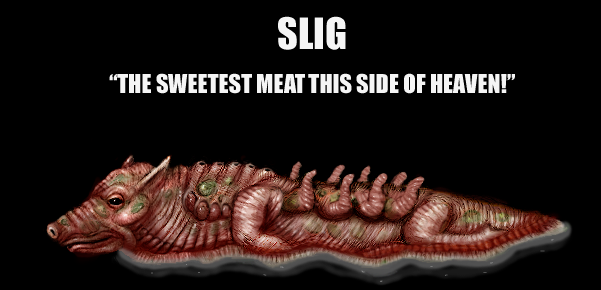 SLIG
“THE SWEETEST MEAT THIS SIDE OF HEAVEN!”